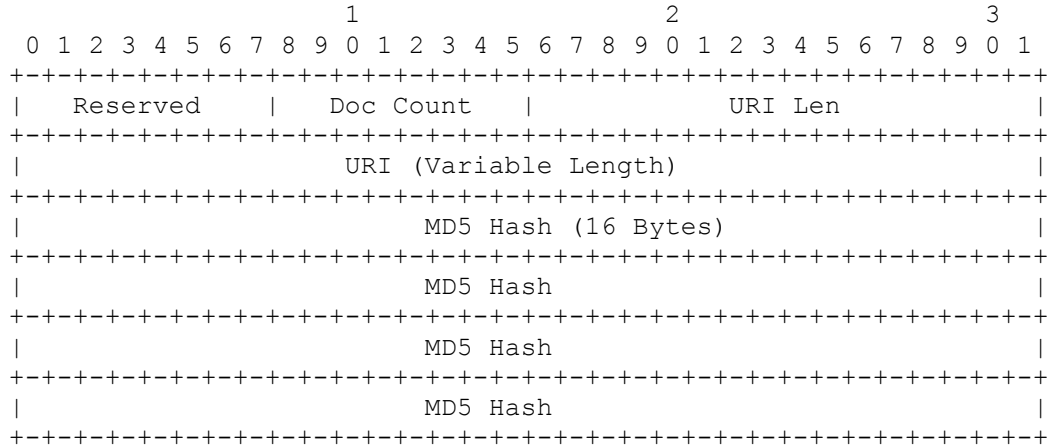 1                   2                   3
 0 1 2 3 4 5 6 7 8 9 0 1 2 3 4 5 6 7 8 9 0 1 2 3 4 5 6 7 8 9 0 1
+-+-+-+-+-+-+-+-+-+-+-+-+-+-+-+-+-+-+-+-+-+-+-+-+-+-+-+-+-+-+-+-+
|   Reserved    |   Doc Count   |            URI Len            |
+-+-+-+-+-+-+-+-+-+-+-+-+-+-+-+-+-+-+-+-+-+-+-+-+-+-+-+-+-+-+-+-+
|                    URI (Variable Length)                      |
+-+-+-+-+-+-+-+-+-+-+-+-+-+-+-+-+-+-+-+-+-+-+-+-+-+-+-+-+-+-+-+-+
|                         MD5 Hash (16 Bytes)                   |
+-+-+-+-+-+-+-+-+-+-+-+-+-+-+-+-+-+-+-+-+-+-+-+-+-+-+-+-+-+-+-+-+
|                         MD5 Hash                              |
+-+-+-+-+-+-+-+-+-+-+-+-+-+-+-+-+-+-+-+-+-+-+-+-+-+-+-+-+-+-+-+-+
|                         MD5 Hash                              |
+-+-+-+-+-+-+-+-+-+-+-+-+-+-+-+-+-+-+-+-+-+-+-+-+-+-+-+-+-+-+-+-+
|                         MD5 Hash                              |
+-+-+-+-+-+-+-+-+-+-+-+-+-+-+-+-+-+-+-+-+-+-+-+-+-+-+-+-+-+-+-+-+